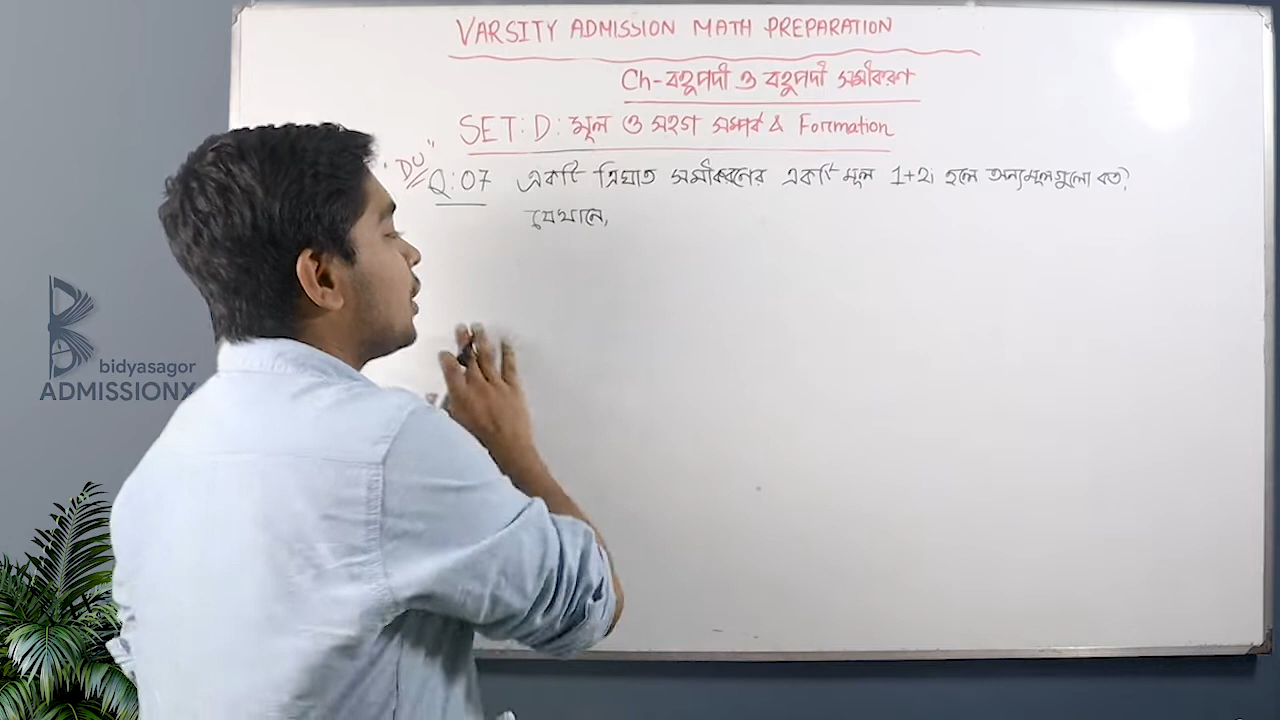 VARSITY ADMISSION MATH PREPARATION
Ch-বহুপদী ও বহুপদী সমীকরণ
SET: D: মূল ও সহগ সম্পর্ক & Formation
"DU"
Q: 07 একটি ত্রিঘাত সমীকরণের একটি মূল 1+2i হলে অন্যমূলগুলো কত?
যেখানে,
bidyasagor
ADMISSIONX